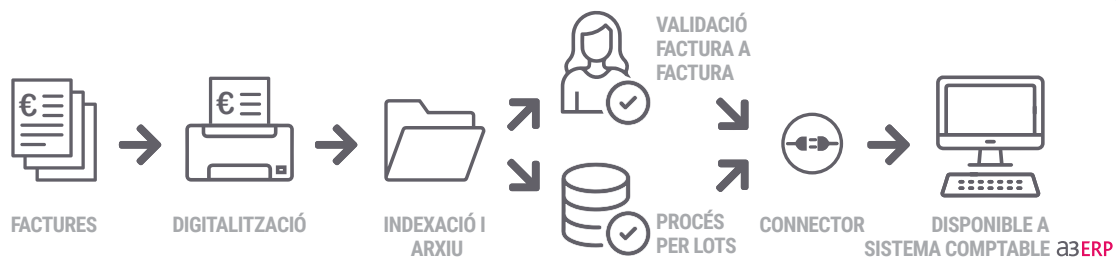 €
€
VALIDACIÓ
FACTURA A
FACTURA
FACTURES
DIGITALITZACIÓ
INDEXACIÓ I
ARXIU
PROCÉS
PER LOTS
CONNECTOR
DISPONIBLE A
SISTEMA COMPTABLE a3ERP